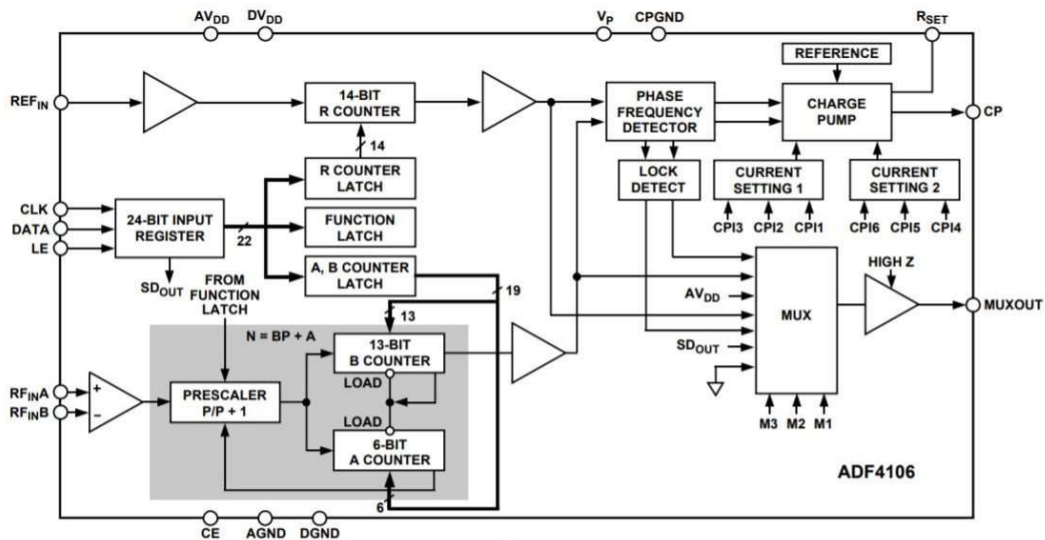 AVDD DVDD VP CPGND RSET
REFERENCE
REFIN
14-BIT
R COUNTER
PHASE
FREQUENCY
DETECTOR
CHARGE
PUMP
CP
14
R COUNTER
LATCH
LOCK
DETECT
CURRENT
SETTING 1
CURRENT
SETTING 2
CLK
DATA
LE
24-BIT INPUT
REGISTER
22
FUNCTION
LATCH
CPI3 CPI2 CPI1
CPI6 CPI5 CPI4
SDOUT
FROM
FUNCTION
LATCH
A, B COUNTER
LATCH
19
HIGH Z
AVDD
MUX
MUXOUT
13
N = BP + A
13-BIT
B COUNTER
SDOUT
LOAD
RFINA
RFINB
+
−
PRESCALER
P/P + 1
LOAD
M3 M2 M1
6-BIT
A COUNTER
ADF4106
6
CE AGND DGND